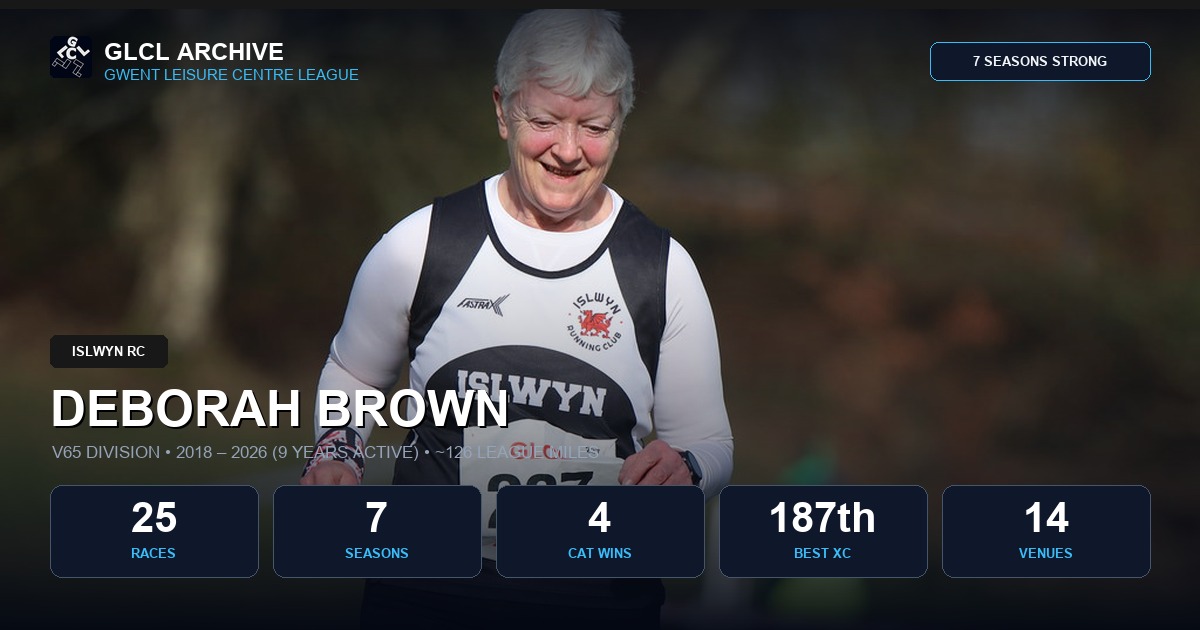 GLCL ARCHIVE
GWENT LEISURE CENTRE LEAGUE
7 SEASONS STRONG
FASTRAX
ISLWYN
RUNNING CLUB
ISLWYN RC
ISLWYN
DEBORAH BROWN
V65 DIVISION • 2018 – 2026 (9 YEARS ACTIVE) • ~126 LEAGUE MILES
25
RACES
7
SEASONS
4
CAT WINS
187th
BEST XC
14
VENUES